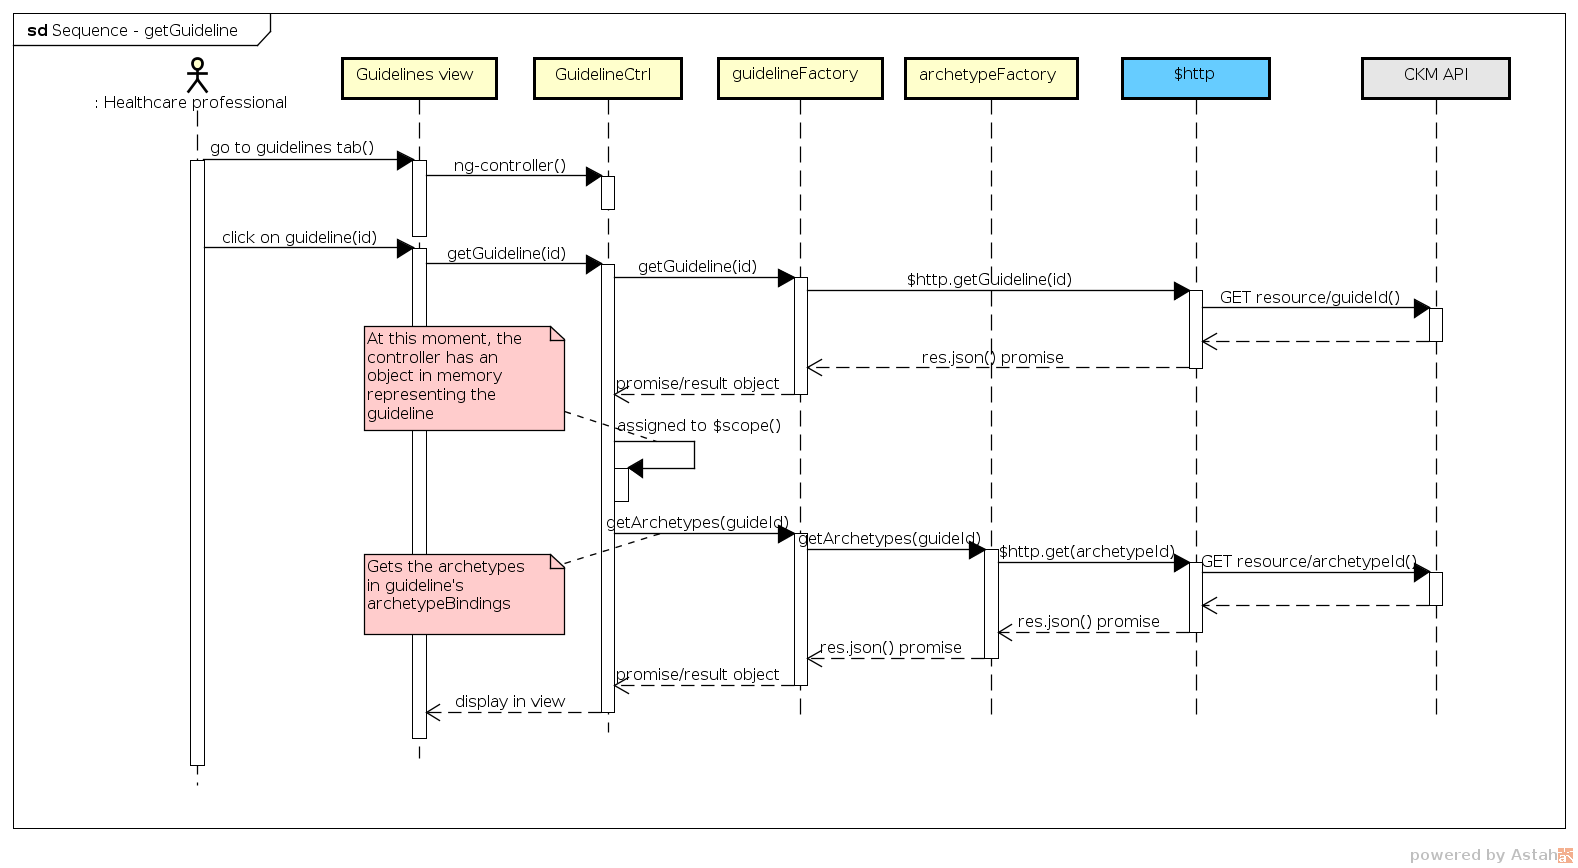 sd Sequence - getGuideline
: Healthcare professional
Guidelines view
GuidelineCtrl
guidelineFactory
archetypeFactory
$http
CKM API
go to guidelines tab()
ng-controller()
click on guideline(id)
getGuideline(id)
getGuideline(id)
$http.getGuideline(id)
GET resource/guideId()
At this moment, the
controller has an
object in memory
representing the
guideline
res.json() promise
promise/result object
assigned to $scope()
getArchetypes(guideId)
getArchetypes(guideId)
$http.get(archetypeId)
GET resource/archetypeId()
Gets the archetypes
in guideline's
archetypeBindings
res.json() promise
res.json() promise
promise/result object
display in view
powered by Astah